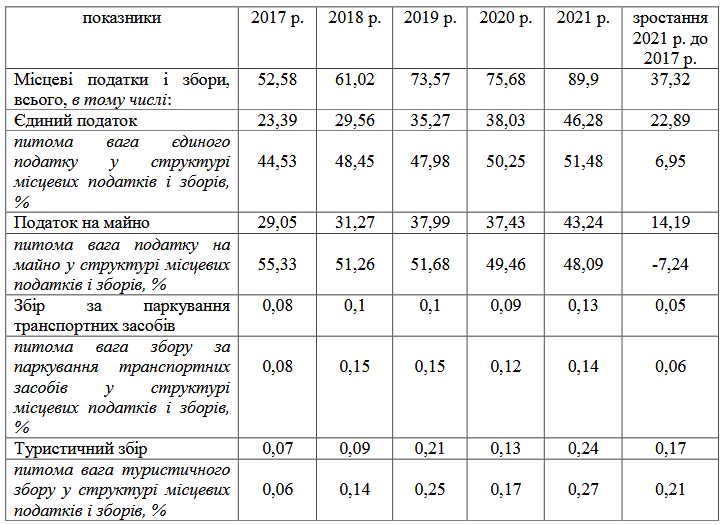 показники 2017 р. 2018 р. 2019 р. 2020 р. 2021 р. зростання
2021 р. до
2017 р.
Місцеві податки і збори, 52,58 61,02 73,57 75,68 89,9 37,32
всього, в тому числі:
Єдиний податок 23,39 29,56 35,27 38,03 46,28 22,89
питома вага єдиного
податку у структурі 44,53 48,45 47,98 50,25 51,48 6,95
місцевих податків і зборів,
%
Податок на майно 29,05 31,27 37,99 37,43 43,24 14,19
питома вага податку на
майно у структурі місцевих 55,33 51,26 51,68 49,46 48,09 -7,24
податків і зборів, %
Збір за паркування 0,08 0,1 0,1 0,09 0,13 0,05
транспортних засобів
питома вага збору за
паркування транспортних 0,08 0,15 0,15 0,12 0,14 0,06
засобів у структурі
місцевих податків і зборів,
%
Туристичний збір 0,07 0,09 0,21 0,13 0,24 0,17
питома вага туристичного
збору у структурі місцевих 0,06 0,14 0,25 0,17 0,27 0,21
податків і зборів, %